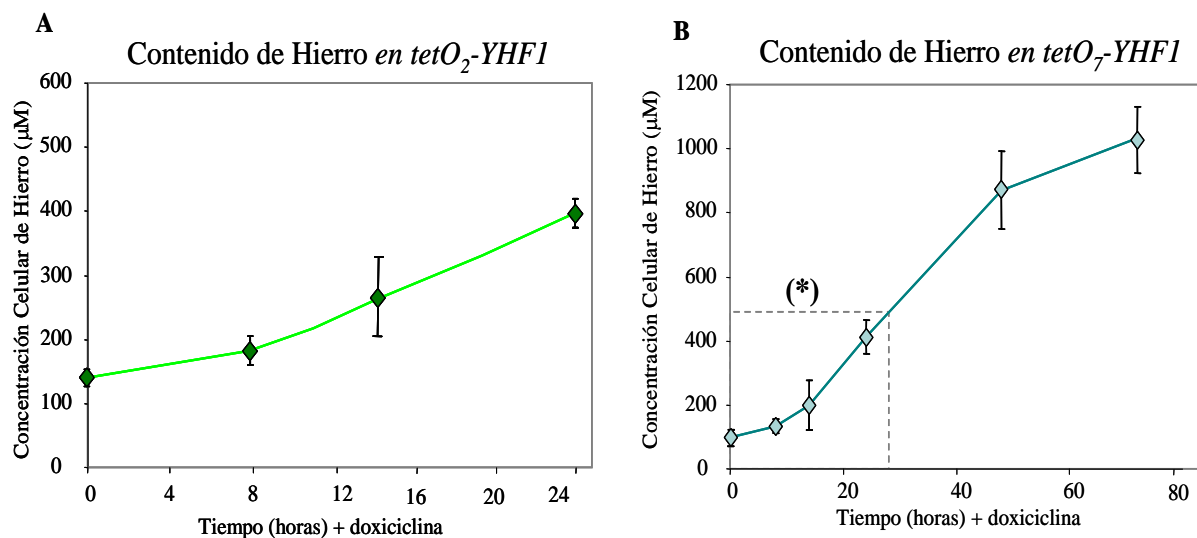 A
Contenido de Hierro en tetO2-YHF1
Concentración Celular de Hierro (μM)
600
500
400
300
200
100
0
0 4 8 12 16 20 24
Tiempo (horas) + doxiciclina
B
Contenido de Hierro en tetO7-YHF1
Concentración Celular de Hierro (μM)
1200
1000
800
600
400
200
0
(*)
0 20 40 60 80
Tiempo (horas) + doxiciclina